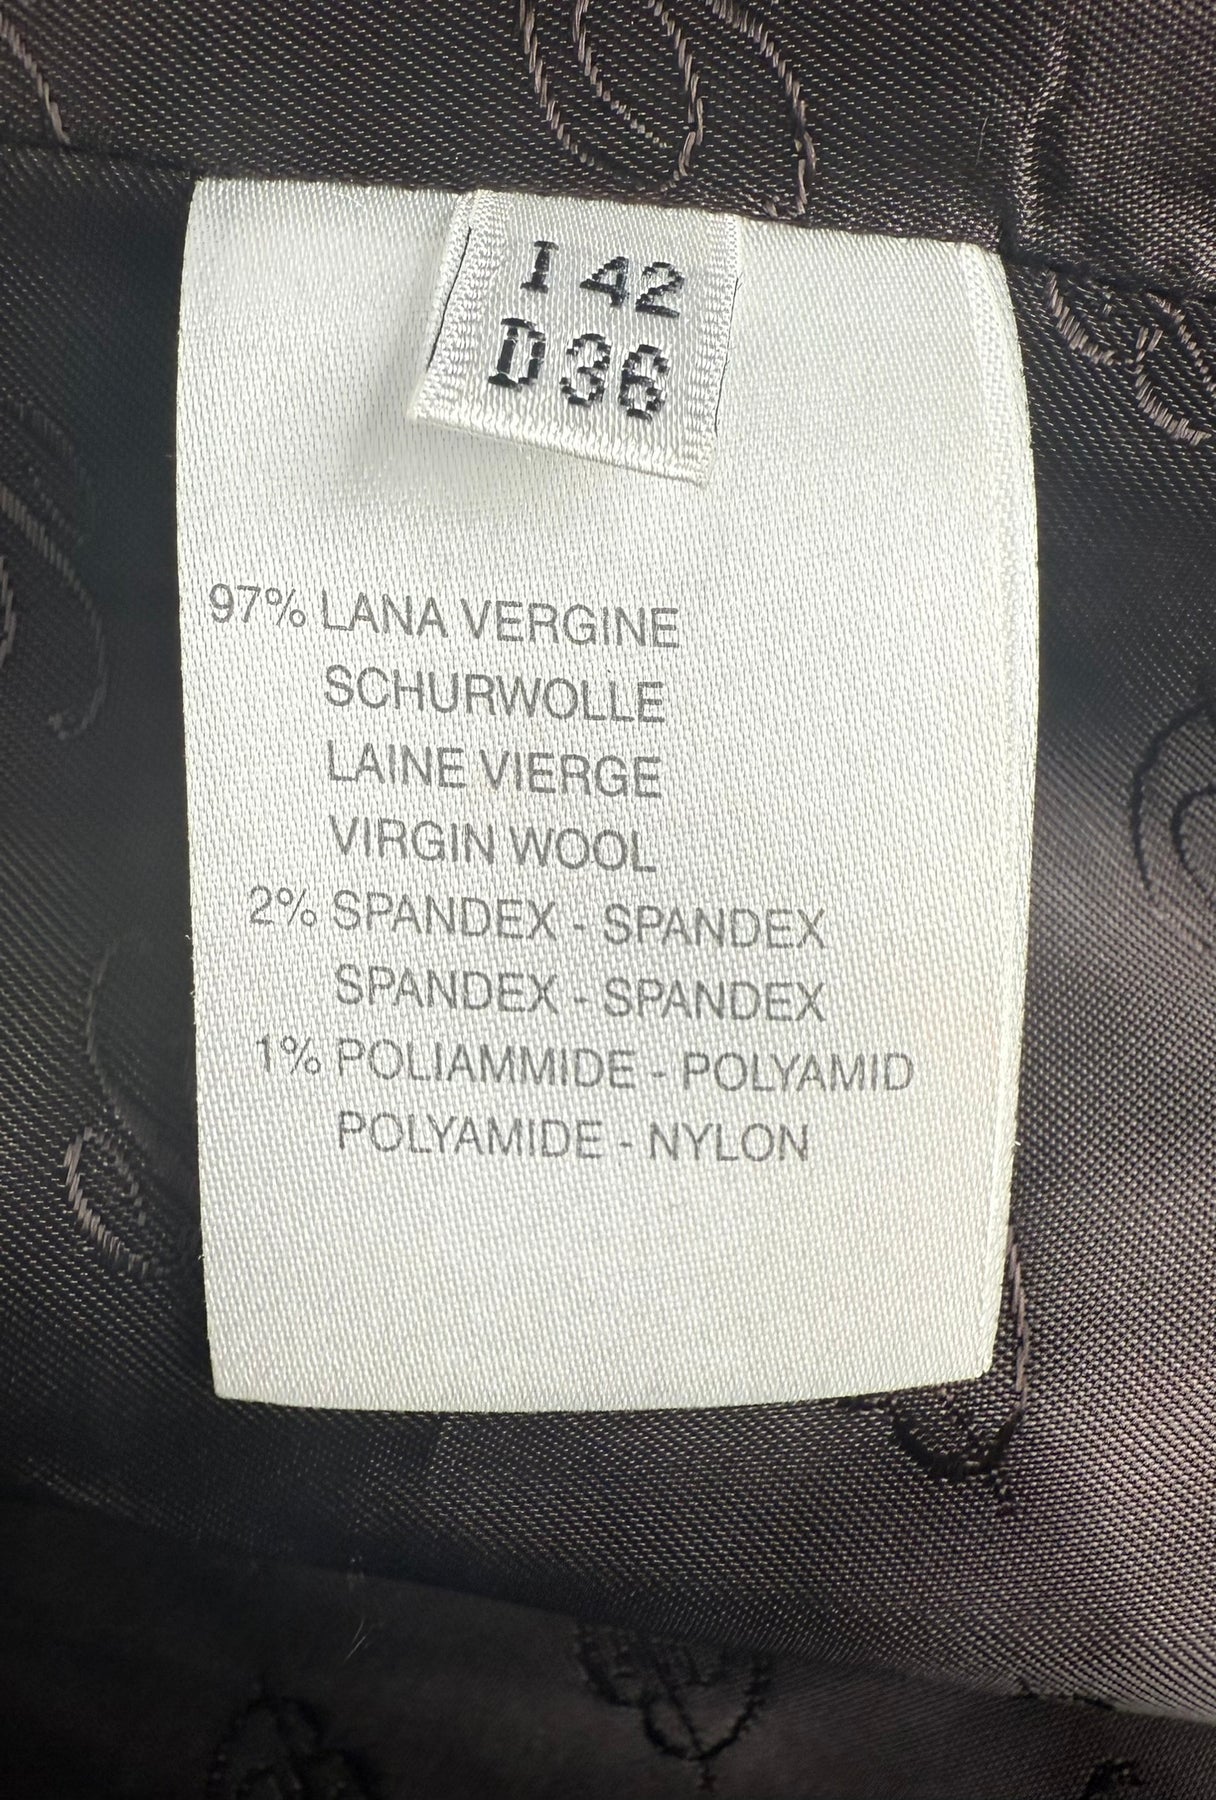 I 42
D 36
97% LANA VERGINE
SCHURWOLLE
LAINE VIERGE
VIRGIN WOOL
2% SPANDEX - SPANDEX
SPANDEX - SPANDEX
1% POLIAMMIDE - POLYAMID
POLYAMIDE - NYLON